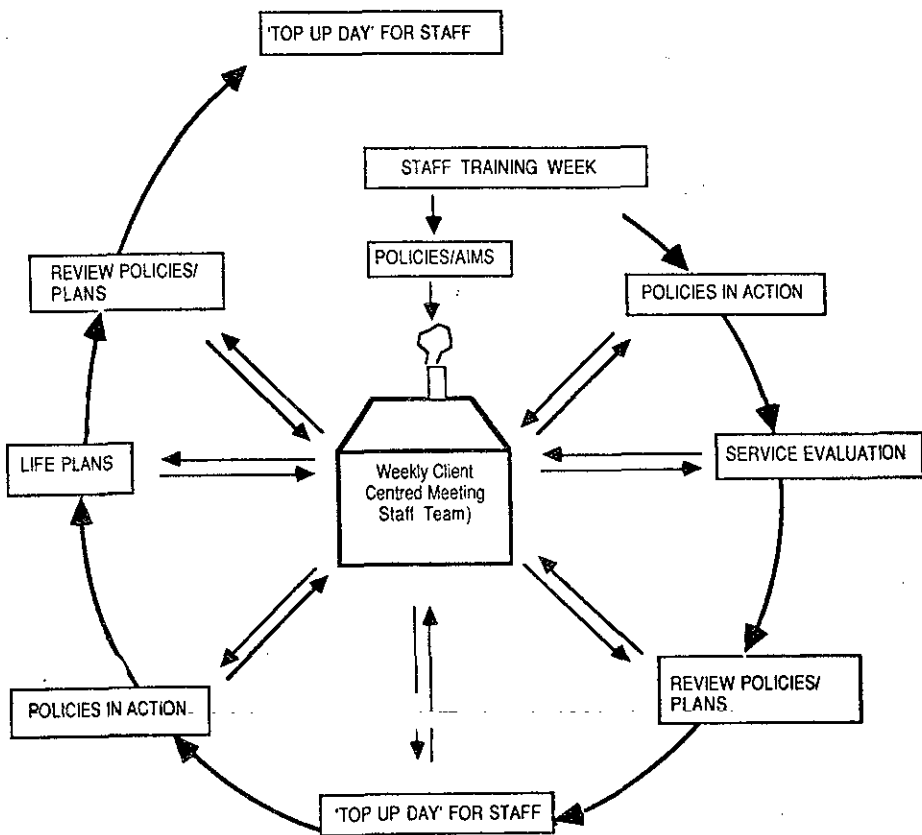 'TOP UP DAY' FOR STAFF
STAFF TRAINING WEEK
POLICIES/AIMS
REVIEW POLICIES/
PLANS
POLICIES IN ACTION
LIFE PLANS
Weekly Client
Centred Meeting
Staff Team)
SERVICE EVALUATION
POLICIES IN ACTION
REVIEW POLICIES/
PLANS
'TOP UP DAY' FOR STAFF